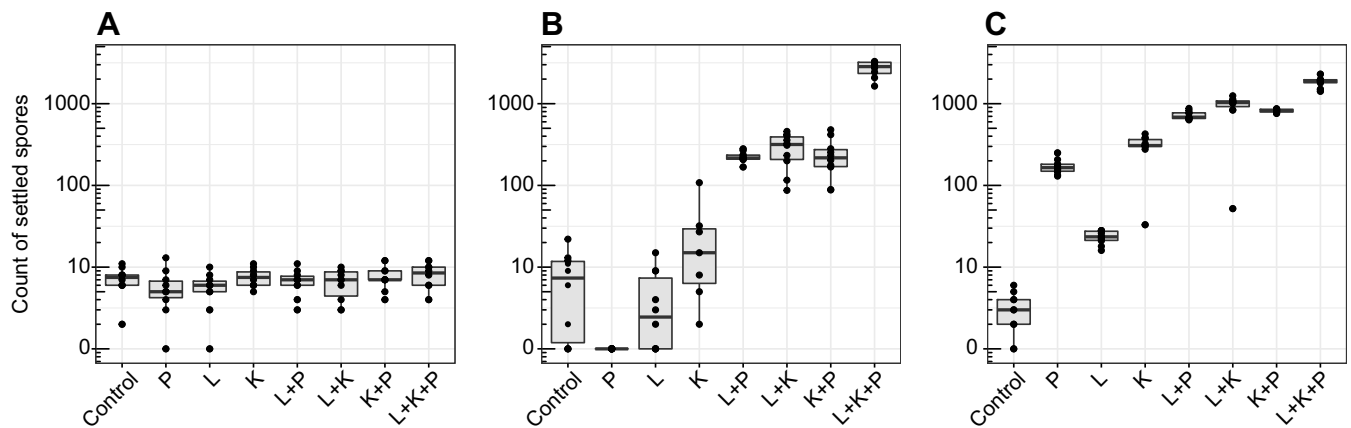 A
B
C
Count of settled spores
1000
100
10
0
Control
P
L
K
L+P
L+K
K+P
L+K+P
1000
100
10
0
Control
P
L
K
L+P
L+K
K+P
L+K+P
1000
100
10
0
Control
P
L
K
L+P
L+K
K+P
L+K+P